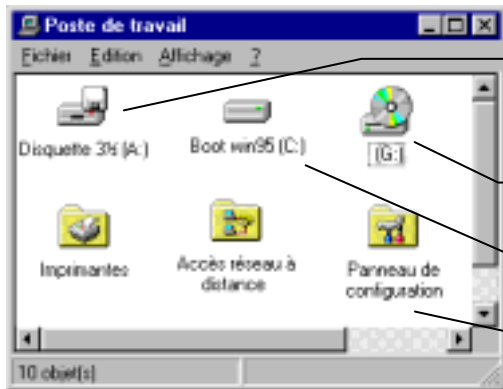 Poste de travail
Fichier Edition Affichage ?
Disquette 3½ (A:) Boot win95 (C:) (G:)
Imprimantes Accès réseau à distance Panneau de configuration
10 objet(s)